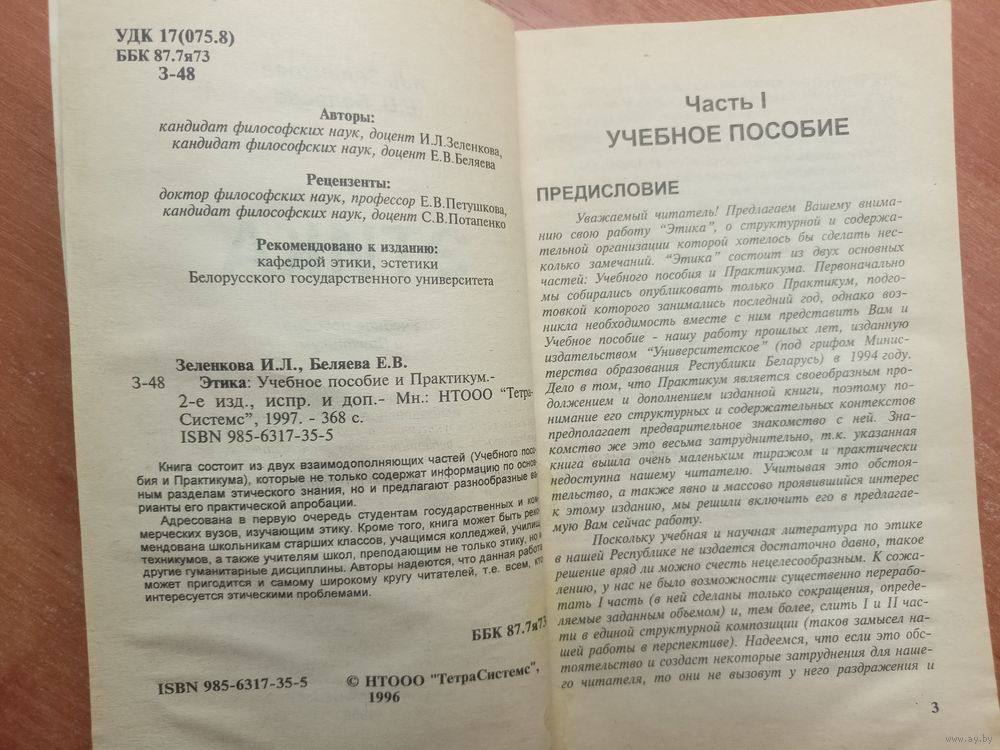 УДК 17(075.8)
ББК 87.7я73
З-48
Авторы:
кандидат философских наук, доцент И.Л.Зеленкова,
кандидат философских наук, доцент Е.В.Беляева
Рецензенты:
доктор философских наук, профессор Е.В.Петушкова,
кандидат философских наук, доцент С.В.Потапенко
Рекомендовано к изданию:
кафедрой этики, эстетики
Белорусского государственного университета
Зеленкова И.Л., Беляева Е.В.
З-48 Этика: Учебное пособие и Практикум.-
2-е изд., испр. и доп.- Мн.: НТООО "Тетра-
Системс", 1997. - 368 с.
ISBN 985-6317-35-5
Книга состоит из двух взаимодополняющих частей (Учебного посо-
бия и Практикума), которые не только содержат информацию по основ-
ным разделам этического знания, но и предлагают разнообразные ва-
рианты его практической апробации.
Адресована в первую очередь студентам государственных и ком-
мерческих вузов, изучающим этику. Кроме того, книга может быть реко-
мендована школьникам старших классов, учащимся колледжей, училищ,
техникумов, а также учителям школ, преподающим не только этику, но и
другие гуманитарные дисциплины. Авторы надеются, что данная работа
может пригодится и самому широкому кругу читателей, т.е. всем, кто
интересуется этическими проблемами.
ББК 87.7я73
ISBN 985-6317-35-5
© НТООО "ТетраСистемс",
1996
Часть I
УЧЕБНОЕ ПОСОБИЕ
ПРЕДИСЛОВИЕ
Уважаемый читатель! Предлагаем Вашему внима-
нию свою работу "Этика", о структурной и содержа-
тельной организации которой хотелось бы сделать нес-
колько замечаний. "Этика" состоит из двух основных
частей: Учебного пособия и Практикума. Первоначально
мы собирались опубликовать только Практикум, подго-
товкой которого занимались последний год, однако воз-
никла необходимость вместе с ним представить Вам и
Учебное пособие - нашу работу прошлых лет, изданную
издательством "Университетское" (под грифом Минис-
терства образования Республики Беларусь) в 1994 году.
Дело в том, что Практикум является своеобразным про-
должением и дополнением изданной книги, поэтому по-
нимание его структурных и содержательных контекстов
предполагает предварительное знакомство с ней. Зна-
комство же это весьма затруднительно, т.к. указанная
книга вышла очень маленьким тиражом и практически
недоступна нашему читателю. Учитывая это обстоя-
тельство, а также явно и массово проявившийся интерес
к этому изданию, мы решили включить его в предлагае-
мую Вам сейчас работу.
Поскольку учебная и научная литература по этике
в нашей Республике не издается достаточно давно, такое
решение вряд ли можно счесть нецелесообразным. К сожа-
лению, у нас не было возможности существенно перерабо-
тать I часть (в ней сделаны только сокращения, опреде-
ляемые заданным объемом) и, тем более, слить I и II час-
ти в единой структурной композиции (таков замысел на-
шей работы в перспективе). Надеемся, что если это обс-
тоятельство и создаст некоторые затруднения для наше-
го читателя, то они не вызовут у него раздражения и
3
www.ay.by